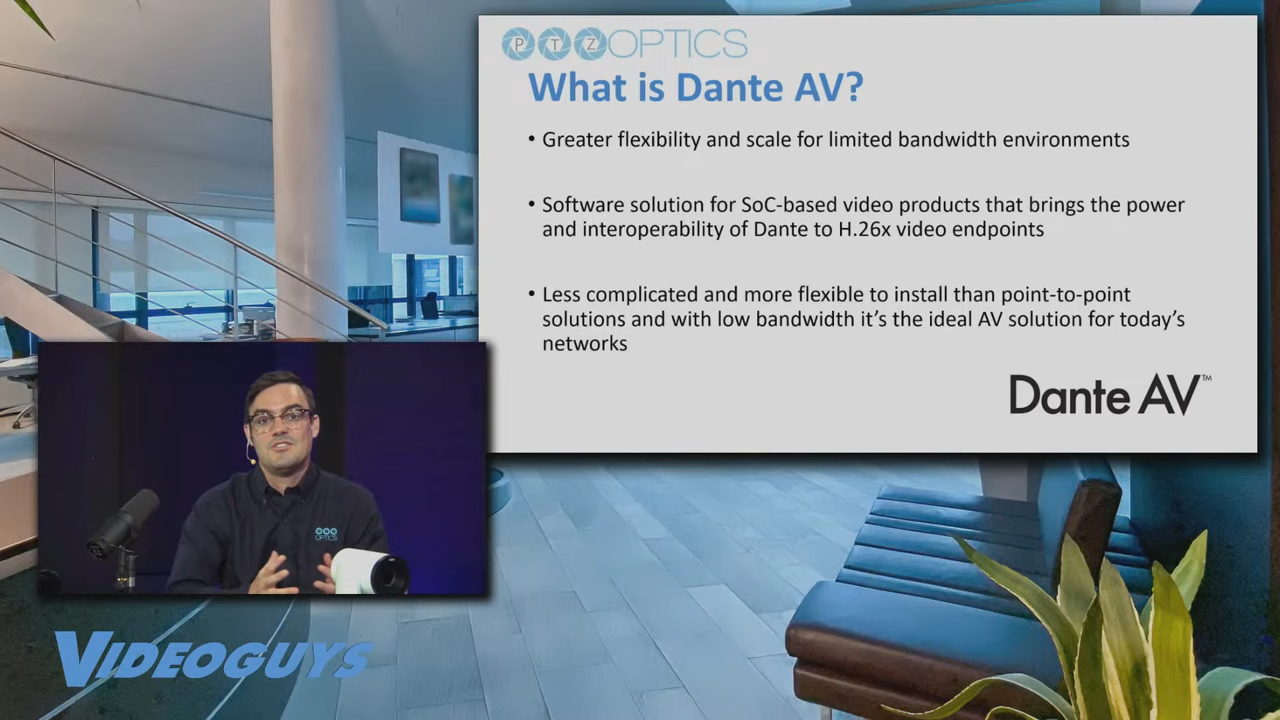 PTZOPTICS
What is Dante AV?
• Greater flexibility and scale for limited bandwidth environments
• Software solution for SoC-based video products that brings the power
and interoperability of Dante to H.26x video endpoints
• Less complicated and more flexible to install than point-to-point
solutions and with low bandwidth it's the ideal AV solution for today's
networks
Dante AV™
PTZ
OPTICS
VIDEOGUYS